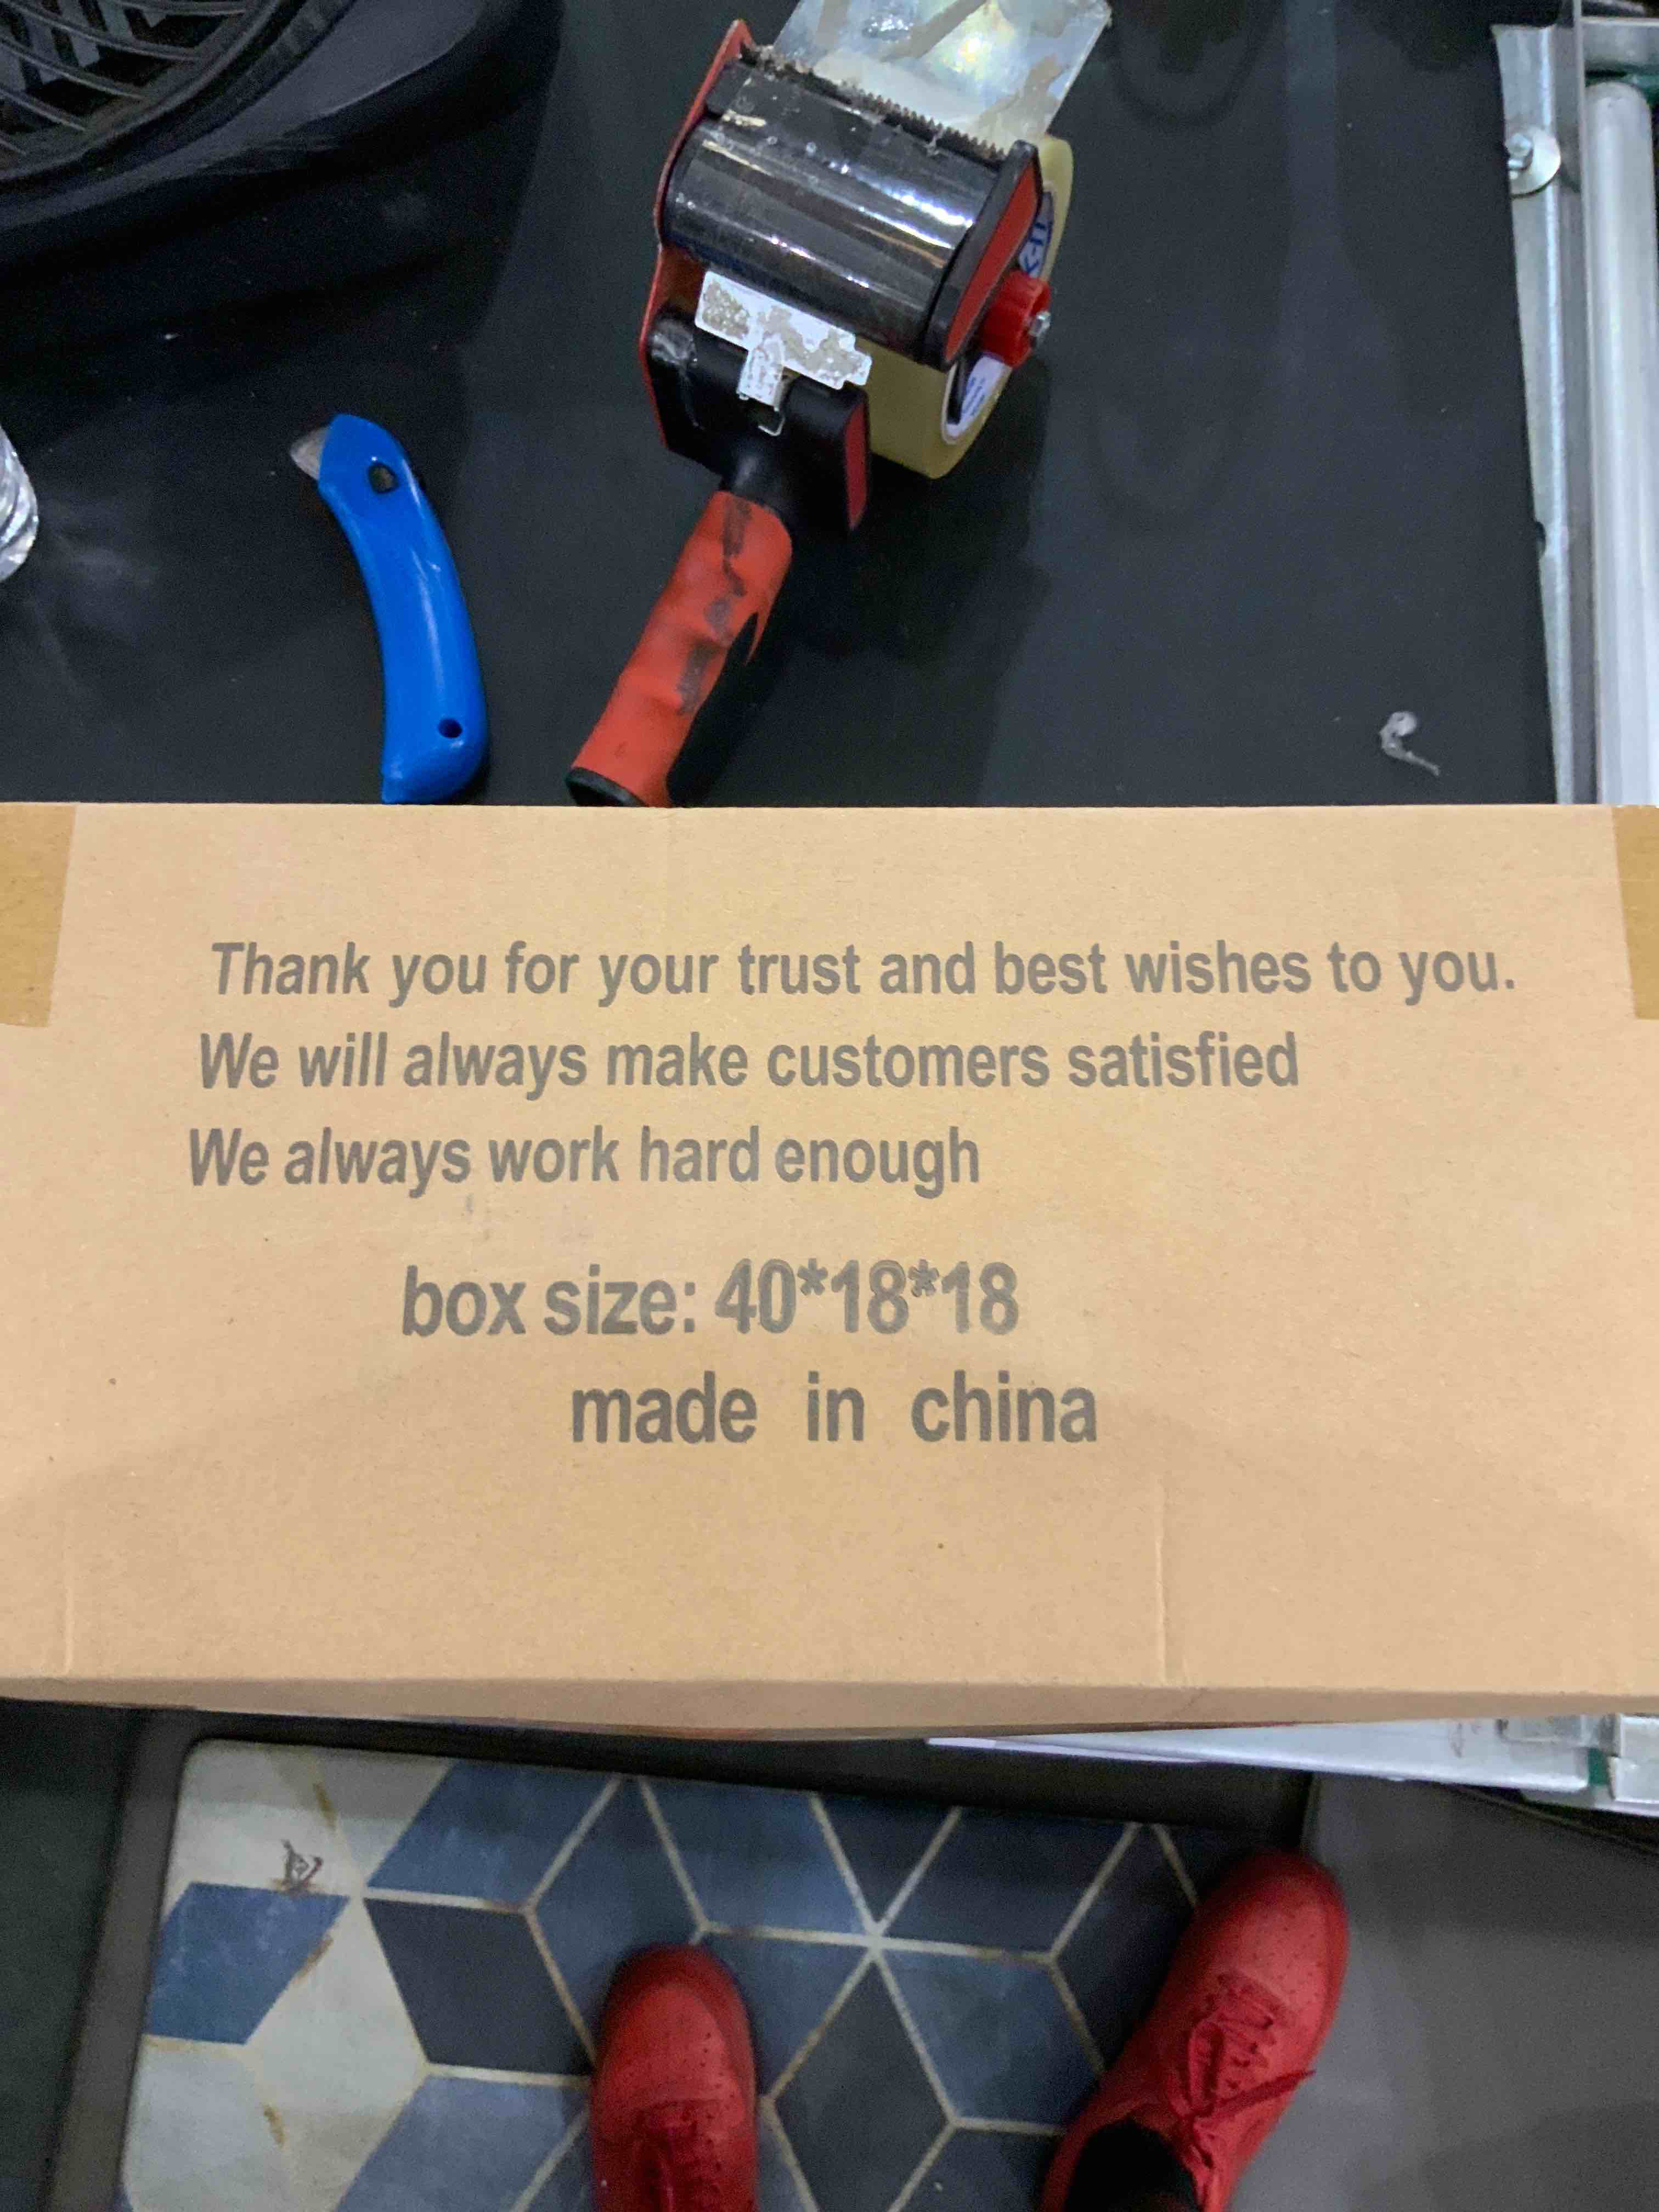 Thank you for your trust and best wishes to you.
We will always make customers satisfied
We always work hard enough
box size: 40*18*18
made in china